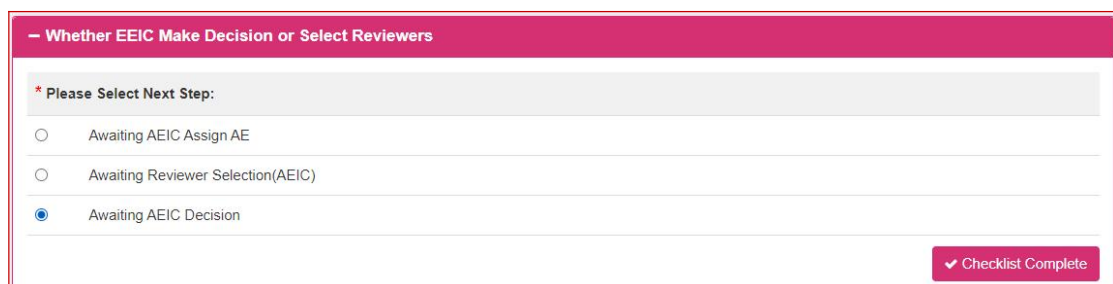 − Whether EEIC Make Decision or Select Reviewers
* Please Select Next Step:
Awaiting AEIC Assign AE
Awaiting Reviewer Selection(AEIC)
Awaiting AEIC Decision
✔ Checklist Complete